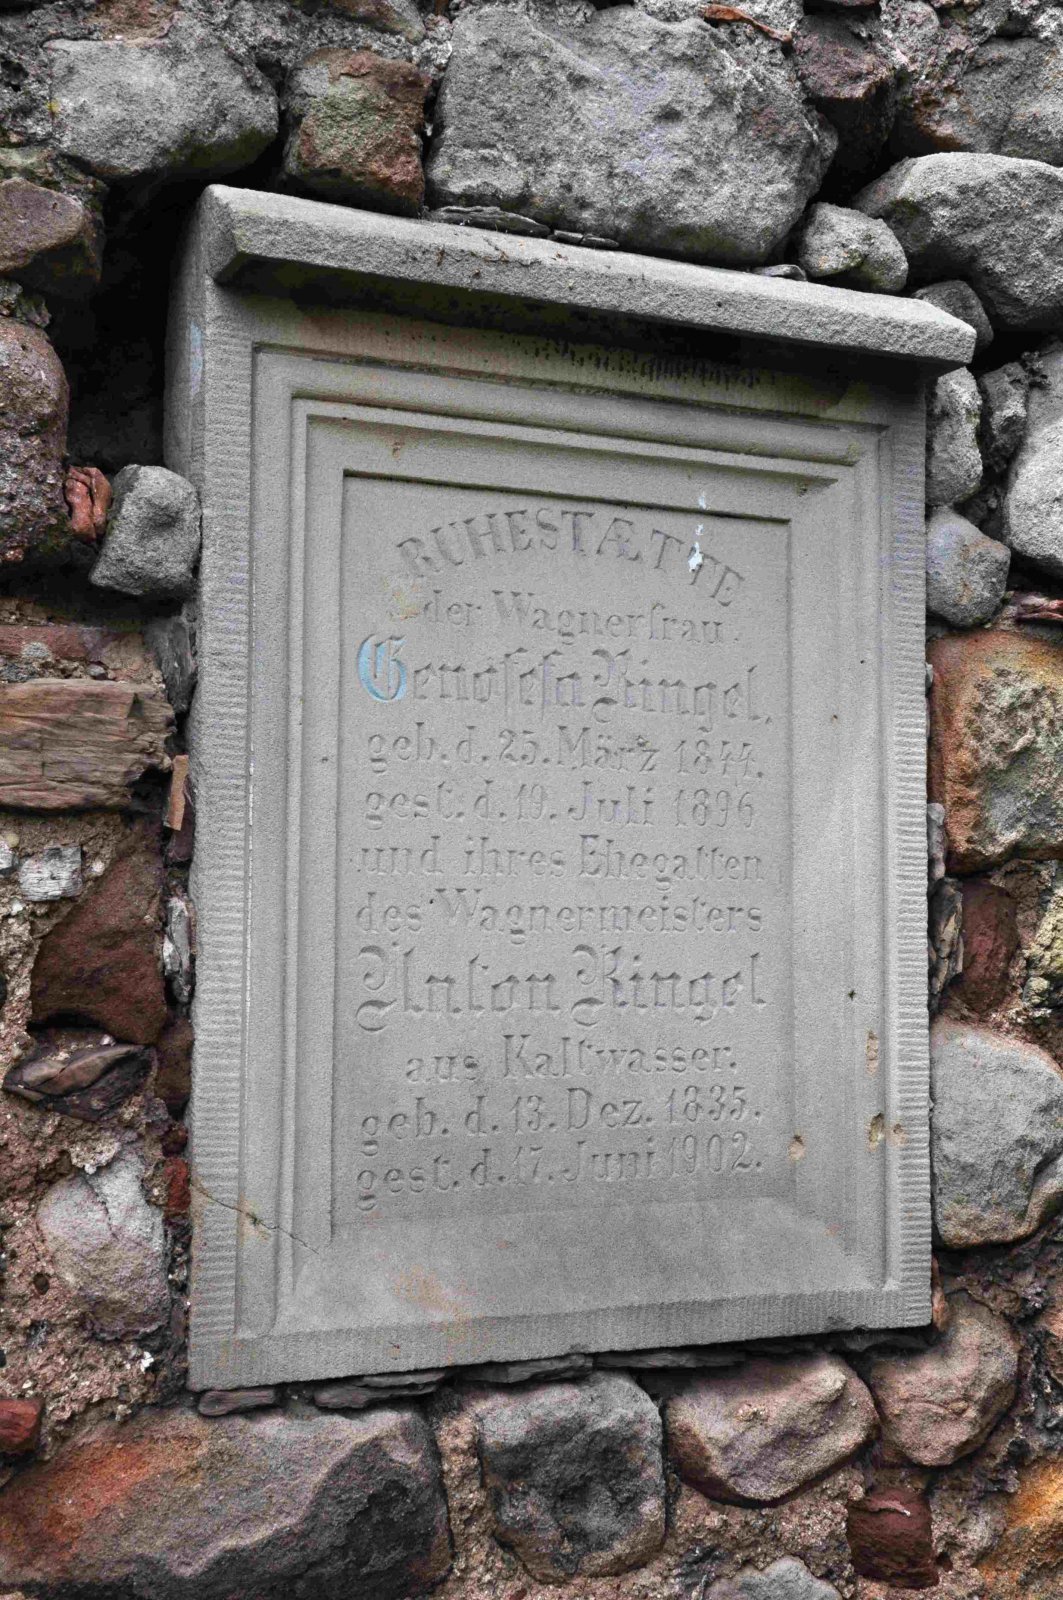 RUHESTÆTTE
der Wagnersfrau.
Genofefa Ringel.
geb. d. 25. März 1844.
gest. d. 19. Juli 1896
und ihres Ehegatten
des Wagnermeisters
Anton Ringel
aus Kaltwasser.
geb. d. 13. Dez. 1835.
gest. d. 17. Juni 1902.